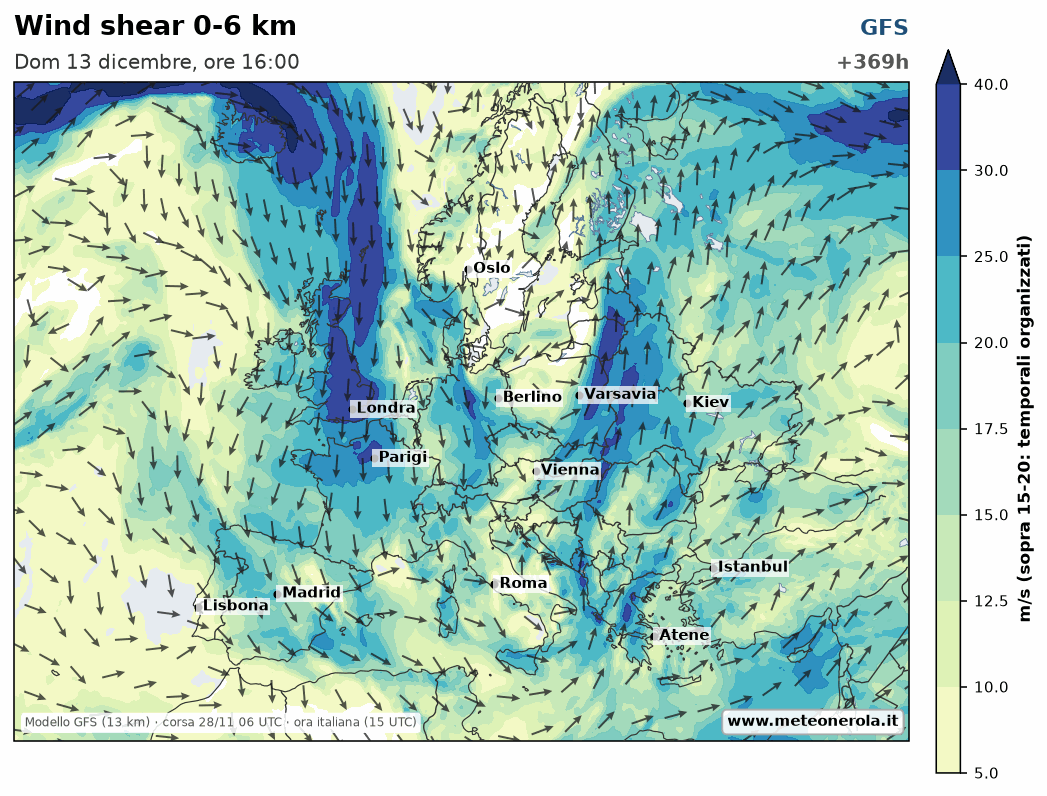 Wind shear 0-6 km
GFS
Dom 13 dicembre, ore 16:00
+369h
40.0
30.0
25.0
20.0
17.5
15.0
12.5
10.0
5.0
m/s (sopra 15-20: temporali organizzati)
Oslo
Berlino
Varsavia
Londra
Kiev
Parigi
Vienna
Istanbul
Roma
Madrid
Lisbona
Atene
Modello GFS (13 km) · corsa 28/11 06 UTC · ora italiana (15 UTC)
www.meteonerola.it